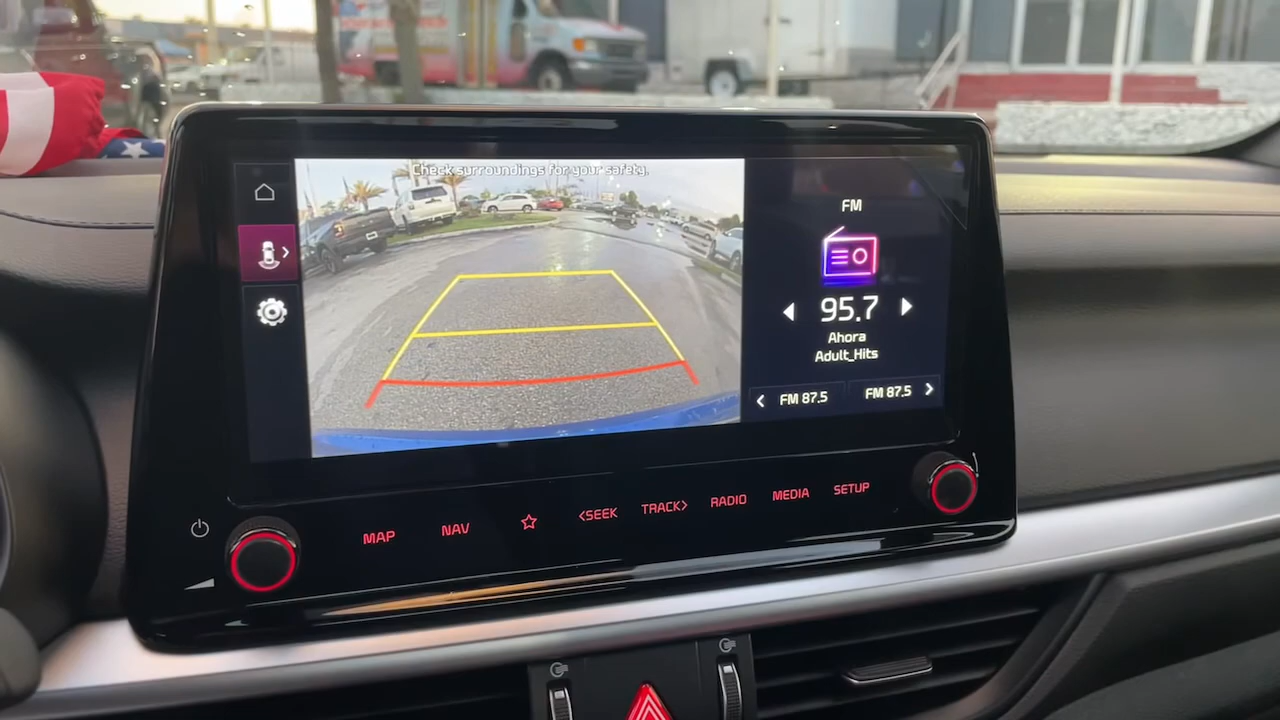 Check surroundings for your safety.
FM
95.7
Ahora
Adult_Hits
FM 87.5
FM 87.5
MAP
NAV
<SEEK
TRACK>
RADIO
MEDIA
SETUP